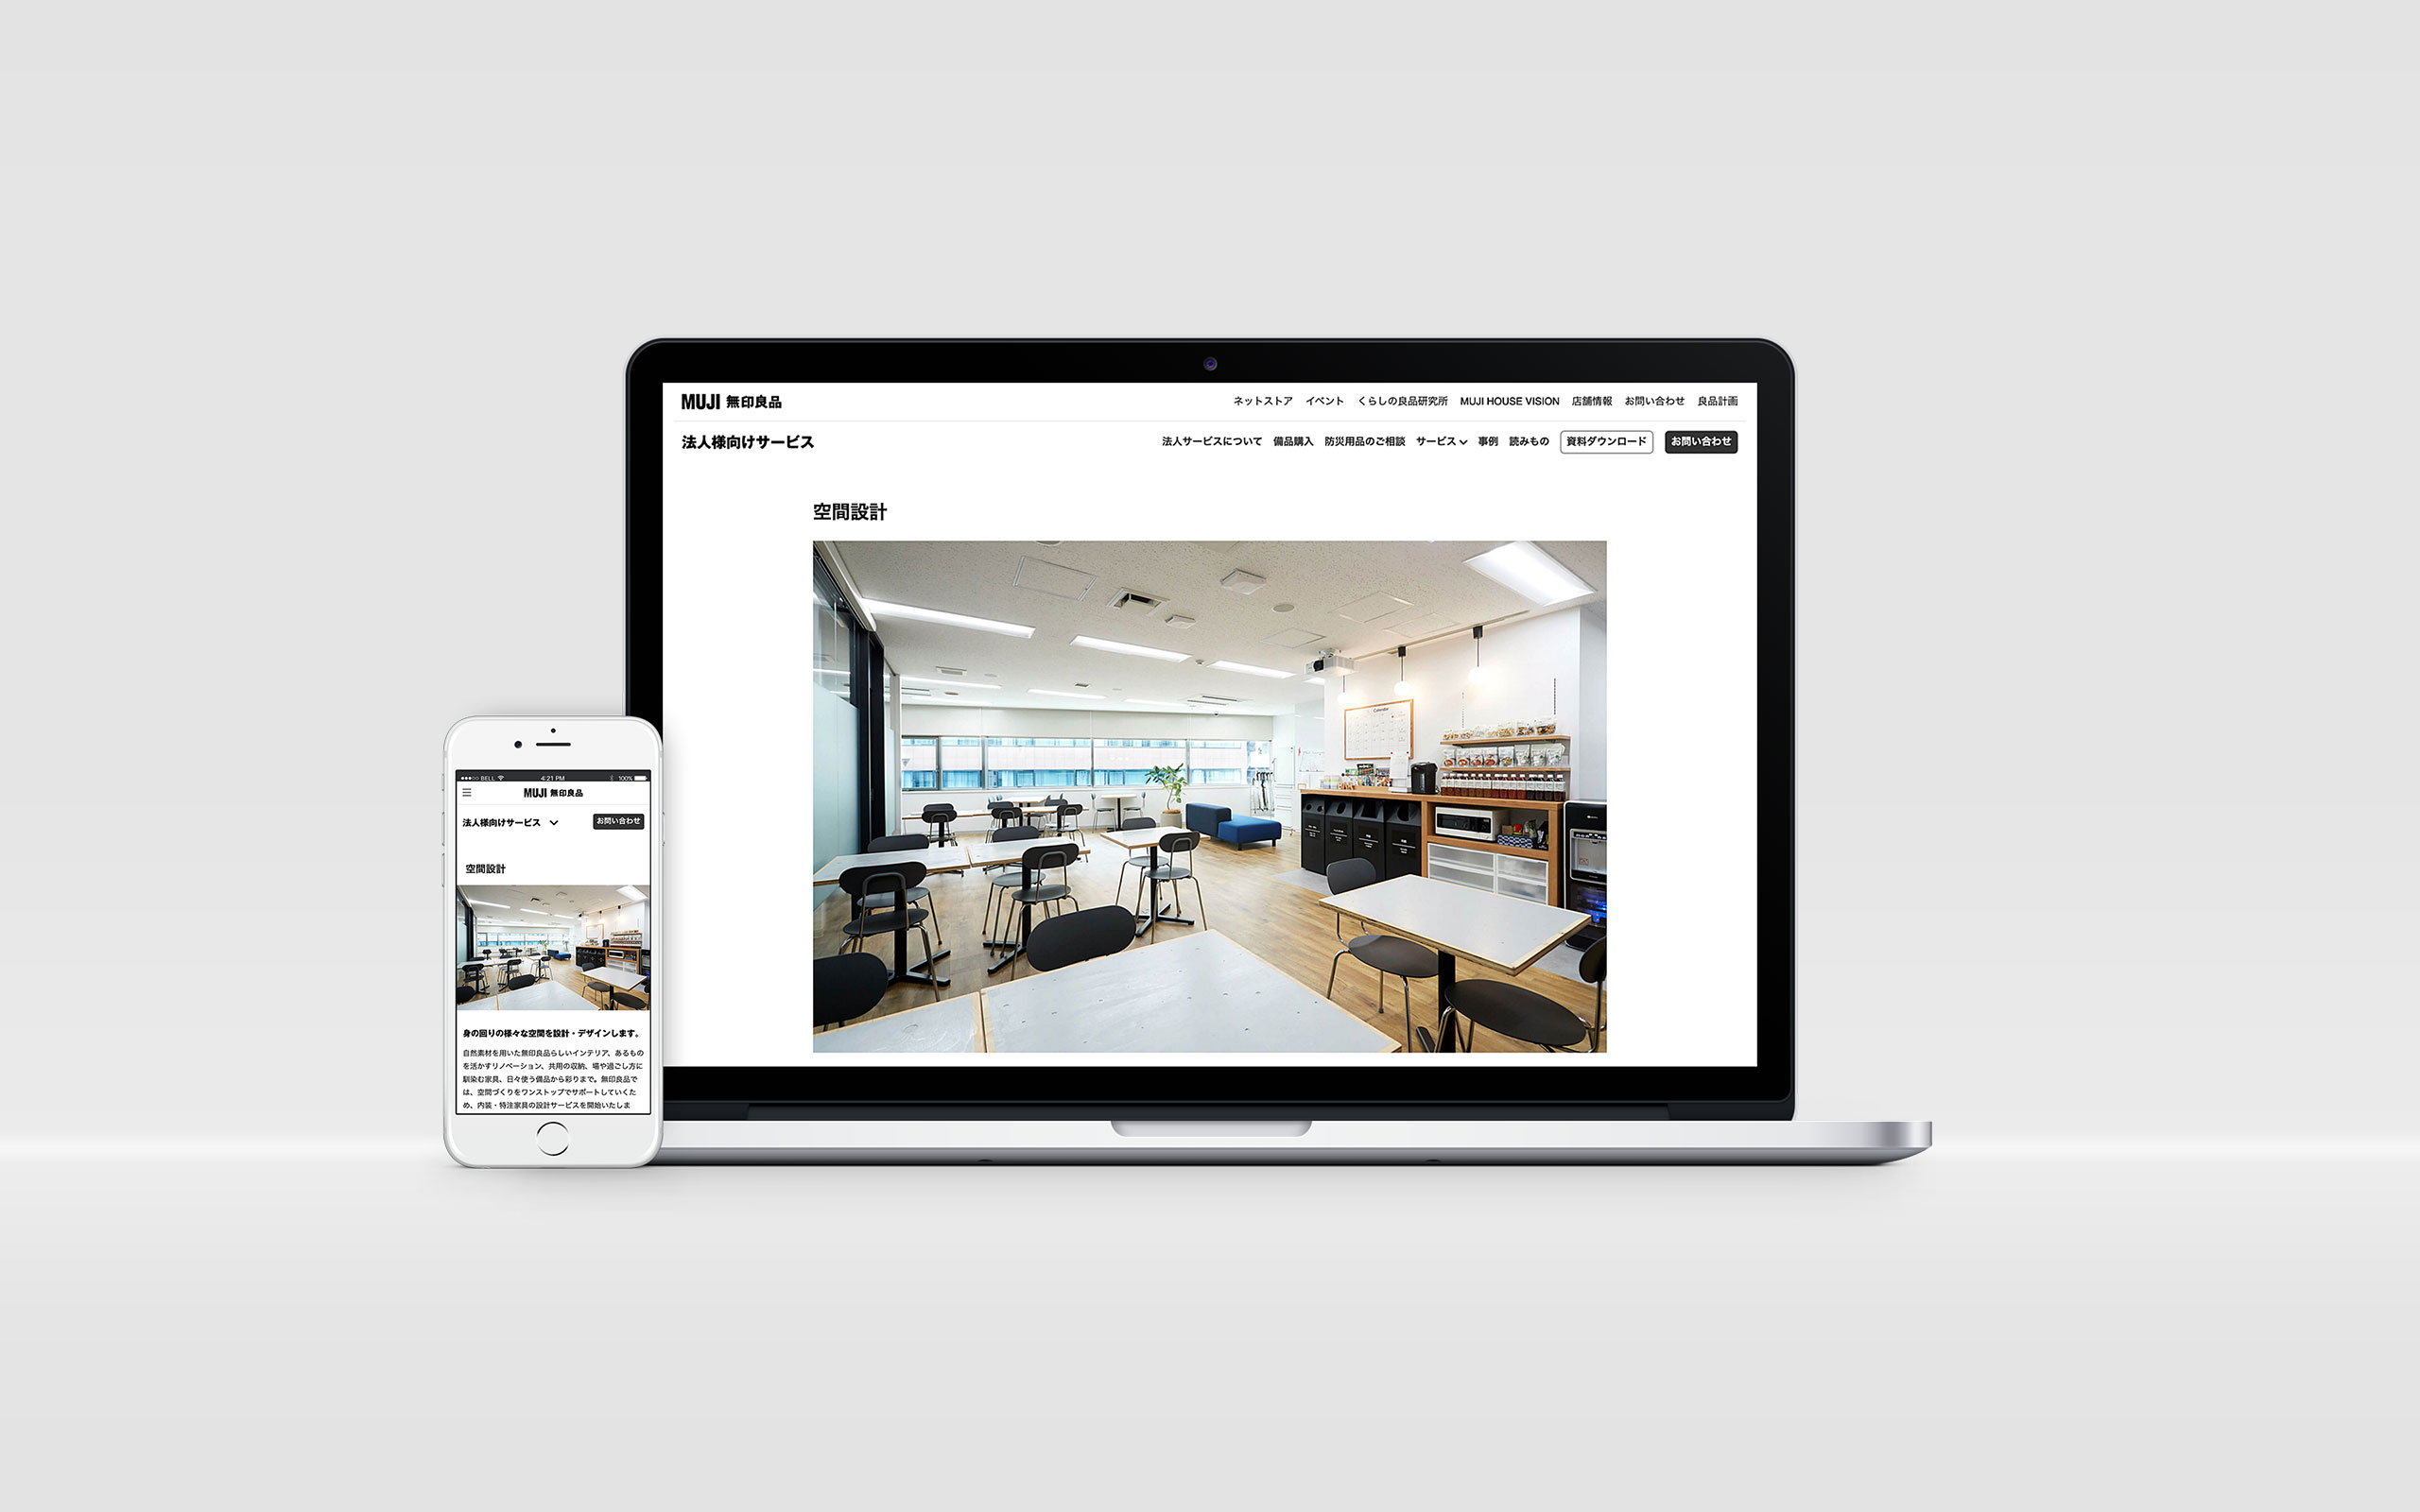 MUJI 無印良品
ネットストア イベント くらしの良品研究所 MUJI HOUSE VISION 店舗情報 お問い合わせ 良品計画
法人様向けサービス
法人サービスについて 備品購入 防災用品のご相談 サービス 事例 読みもの 資料ダウンロード お問い合わせ
空間設計
Calendar
BELL 4:21 PM 100%
MUJI 無印良品
法人様向けサービス お問い合わせ
空間設計
身の回りの様々な空間を設計・デザインします。
自然素材を用いた無印良品らしいインテリア、あるもの
を活かすリノベーション、共用の収納、場や過ごし方に
馴染む家具、日々使う備品から彩りまで。無印良品で
は、空間づくりをワンストップでサポートしていくた
め、内装・特注家具の設計サービスを開始いたしま